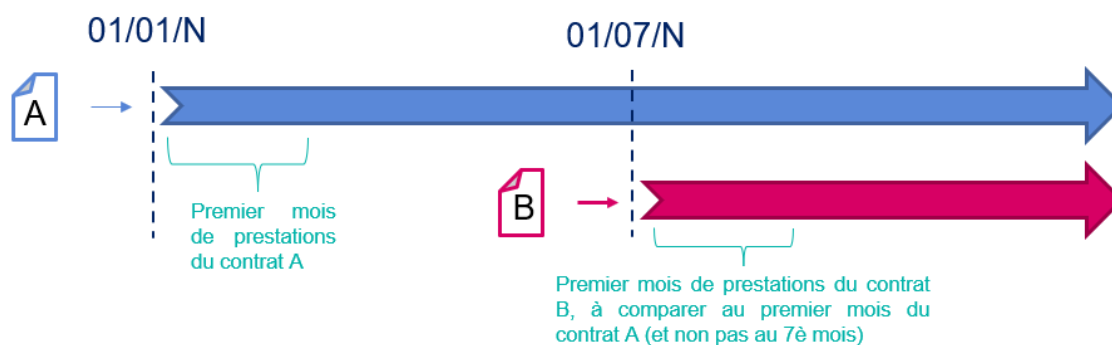 01/01/N
01/07/N
A
Premier mois
de prestations
du contrat A
B
Premier mois de prestations du contrat
B, à comparer au premier mois du
contrat A (et non pas au 7è mois)